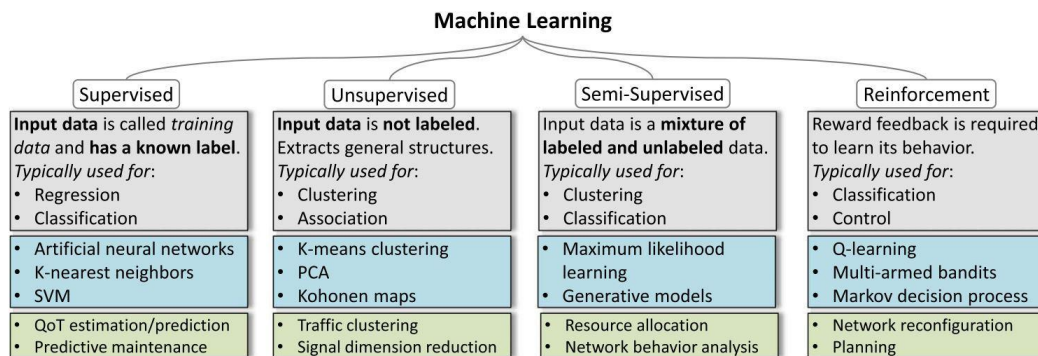 Machine Learning
Supervised
Input data is called training
data and has a known label.
Typically used for:
• Regression
• Classification
• Artificial neural networks
• K-nearest neighbors
• SVM
• QoT estimation/prediction
• Predictive maintenance
Unsupervised
Input data is not labeled.
Extracts general structures.
Typically used for:
• Clustering
• Association
• K-means clustering
• PCA
• Kohonen maps
• Traffic clustering
• Signal dimension reduction
Semi-Supervised
Input data is a mixture of
labeled and unlabeled data.
Typically used for:
• Clustering
• Classification
• Maximum likelihood
learning
• Generative models
• Resource allocation
• Network behavior analysis
Reinforcement
Reward feedback is required
to learn its behavior.
Typically used for:
• Classification
• Control
• Q-learning
• Multi-armed bandits
• Markov decision process
• Network reconfiguration
• Planning